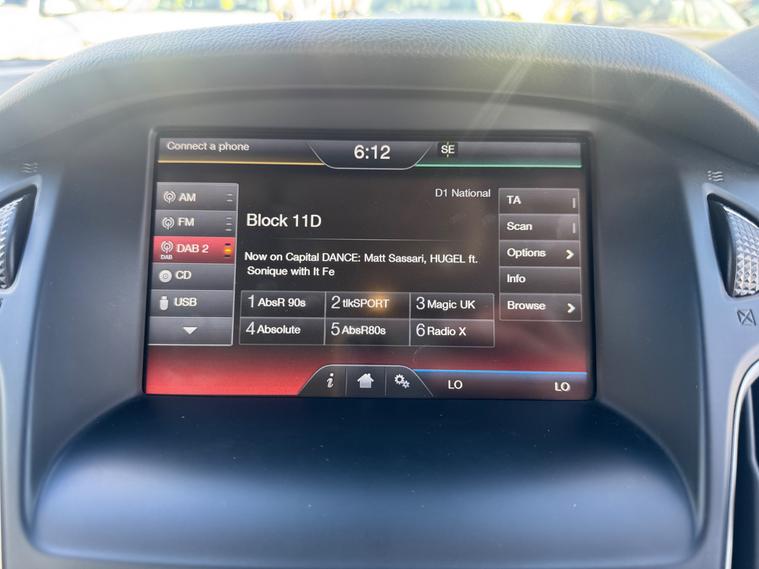 Connect a phone
6:12
SE
AM
FM
DAB
DAB 2
CD
USB
D1 National
Block 11D
Now on Capital DANCE: Matt Sassari, HUGEL ft.
Sonique with It Fe
1 AbsR 90s
2 tlkSPORT
3 Magic UK
4 Absolute
5 AbsR80s
6 Radio X
TA
Scan
Options
Info
Browse
i
LO
LO